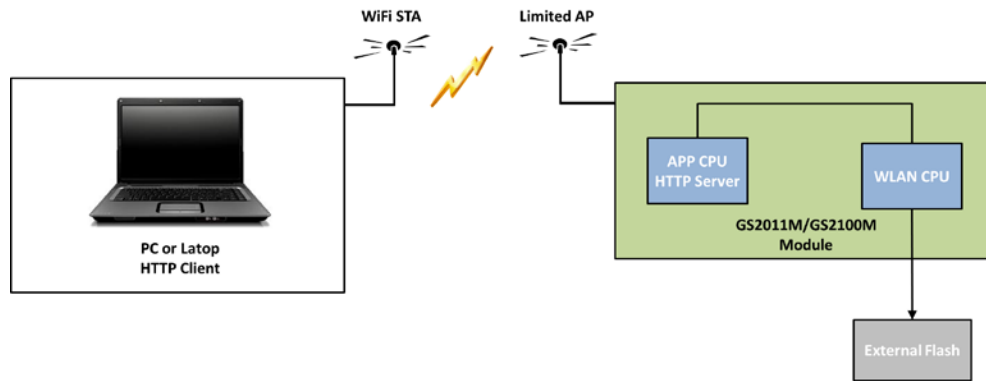 WiFi STA
Limited AP
PC or Latop
HTTP Client
APP CPU
HTTP Server
WLAN CPU
GS2011M/GS2100M
Module
External Flash